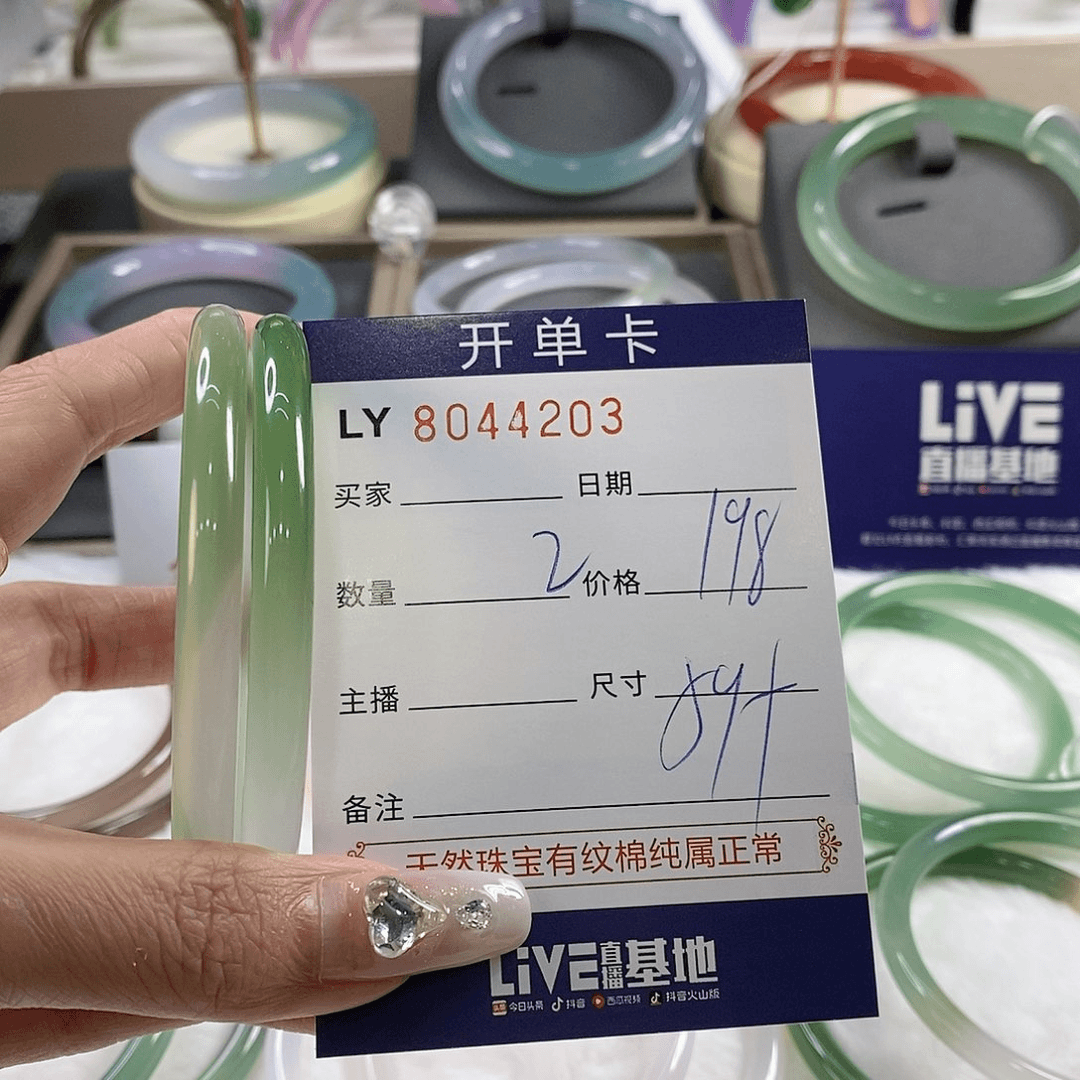 开单卡
LY 8044203
买家 日期
数量 2 价格 198
主播 尺寸
备注
天然珠宝有纹棉纯属正常
LiVE直播基地
今日头条 抖音 西瓜视频 抖音火山版
LiVE
直播基地